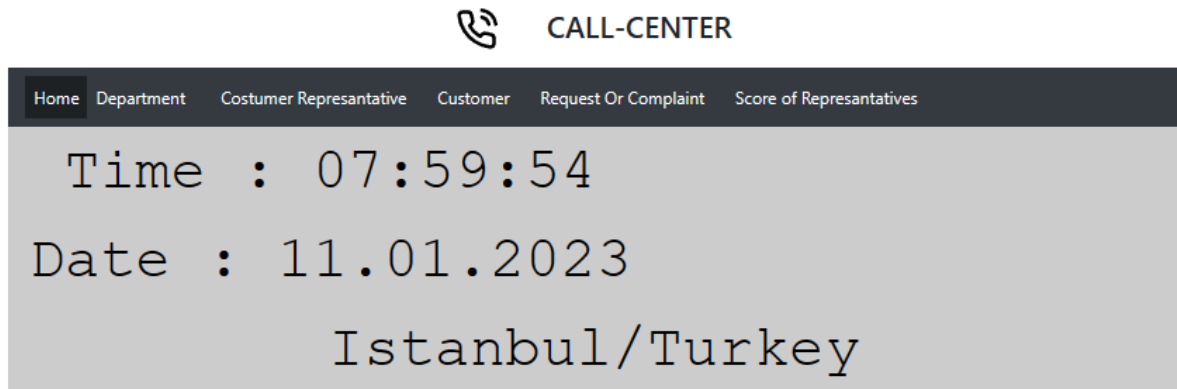 CALL-CENTER
Home Department Costumer Represantative Customer Request Or Complaint Score of Represantatives
Time : 07:59:54
Date : 11.01.2023
Istanbul/Turkey